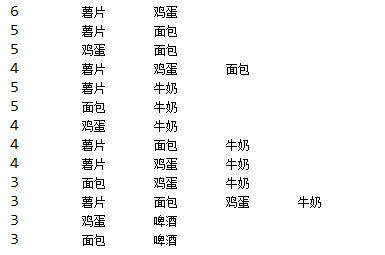 6 薯片 鸡蛋
5 薯片 面包
5 鸡蛋 面包
4 薯片 鸡蛋 面包
5 薯片 牛奶
5 面包 牛奶
4 鸡蛋 牛奶
4 薯片 面包 牛奶
4 薯片 鸡蛋 牛奶
3 面包 鸡蛋 牛奶
3 薯片 面包 鸡蛋 牛奶
3 鸡蛋 啤酒
3 面包 啤酒